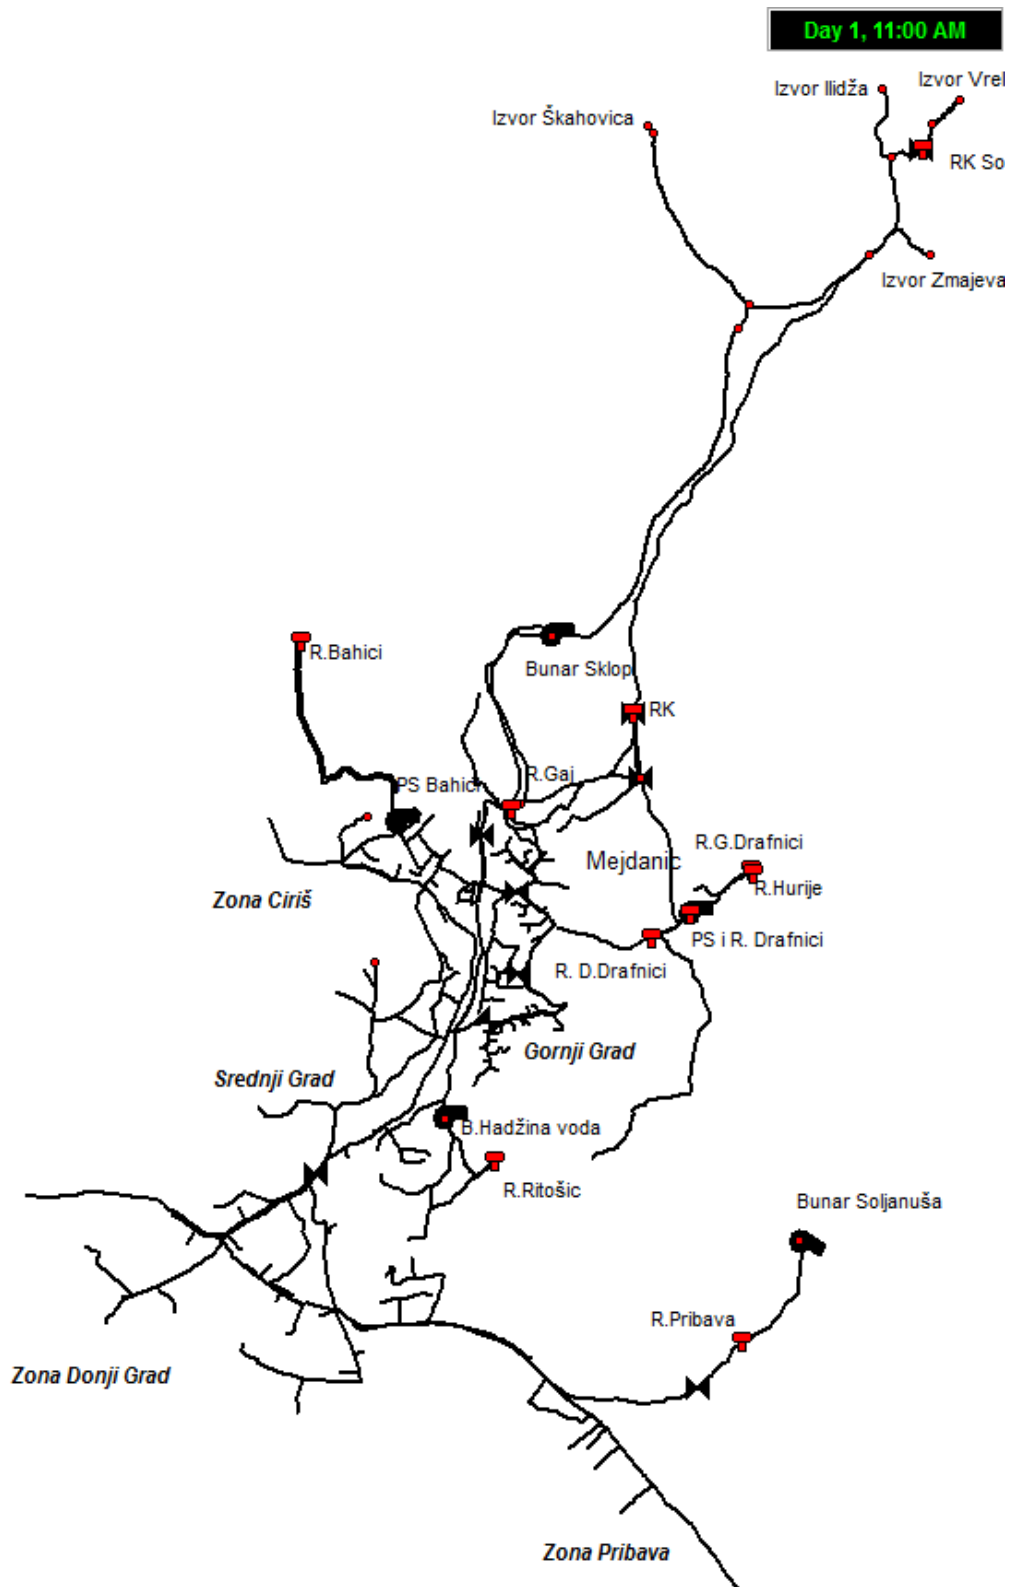 Day 1, 11:00 AM
Izvor Vrel
Izvor Ilidža
Izvor Škahovica
RK So
Izvor Zmajeva
R.Bahici
Bunar Sklop
RK
R.Gaj
PS Bahici
R.G.Drafnici
Mejdanic
R.Hurije
Zona Ciriš
PS i R. Drafnici
R. D.Drafnici
Gornji Grad
Srednji Grad
B.Hadžina voda
R.Ritošic
Bunar Soljanuša
R.Pribava
Zona Donji Grad
Zona Pribava